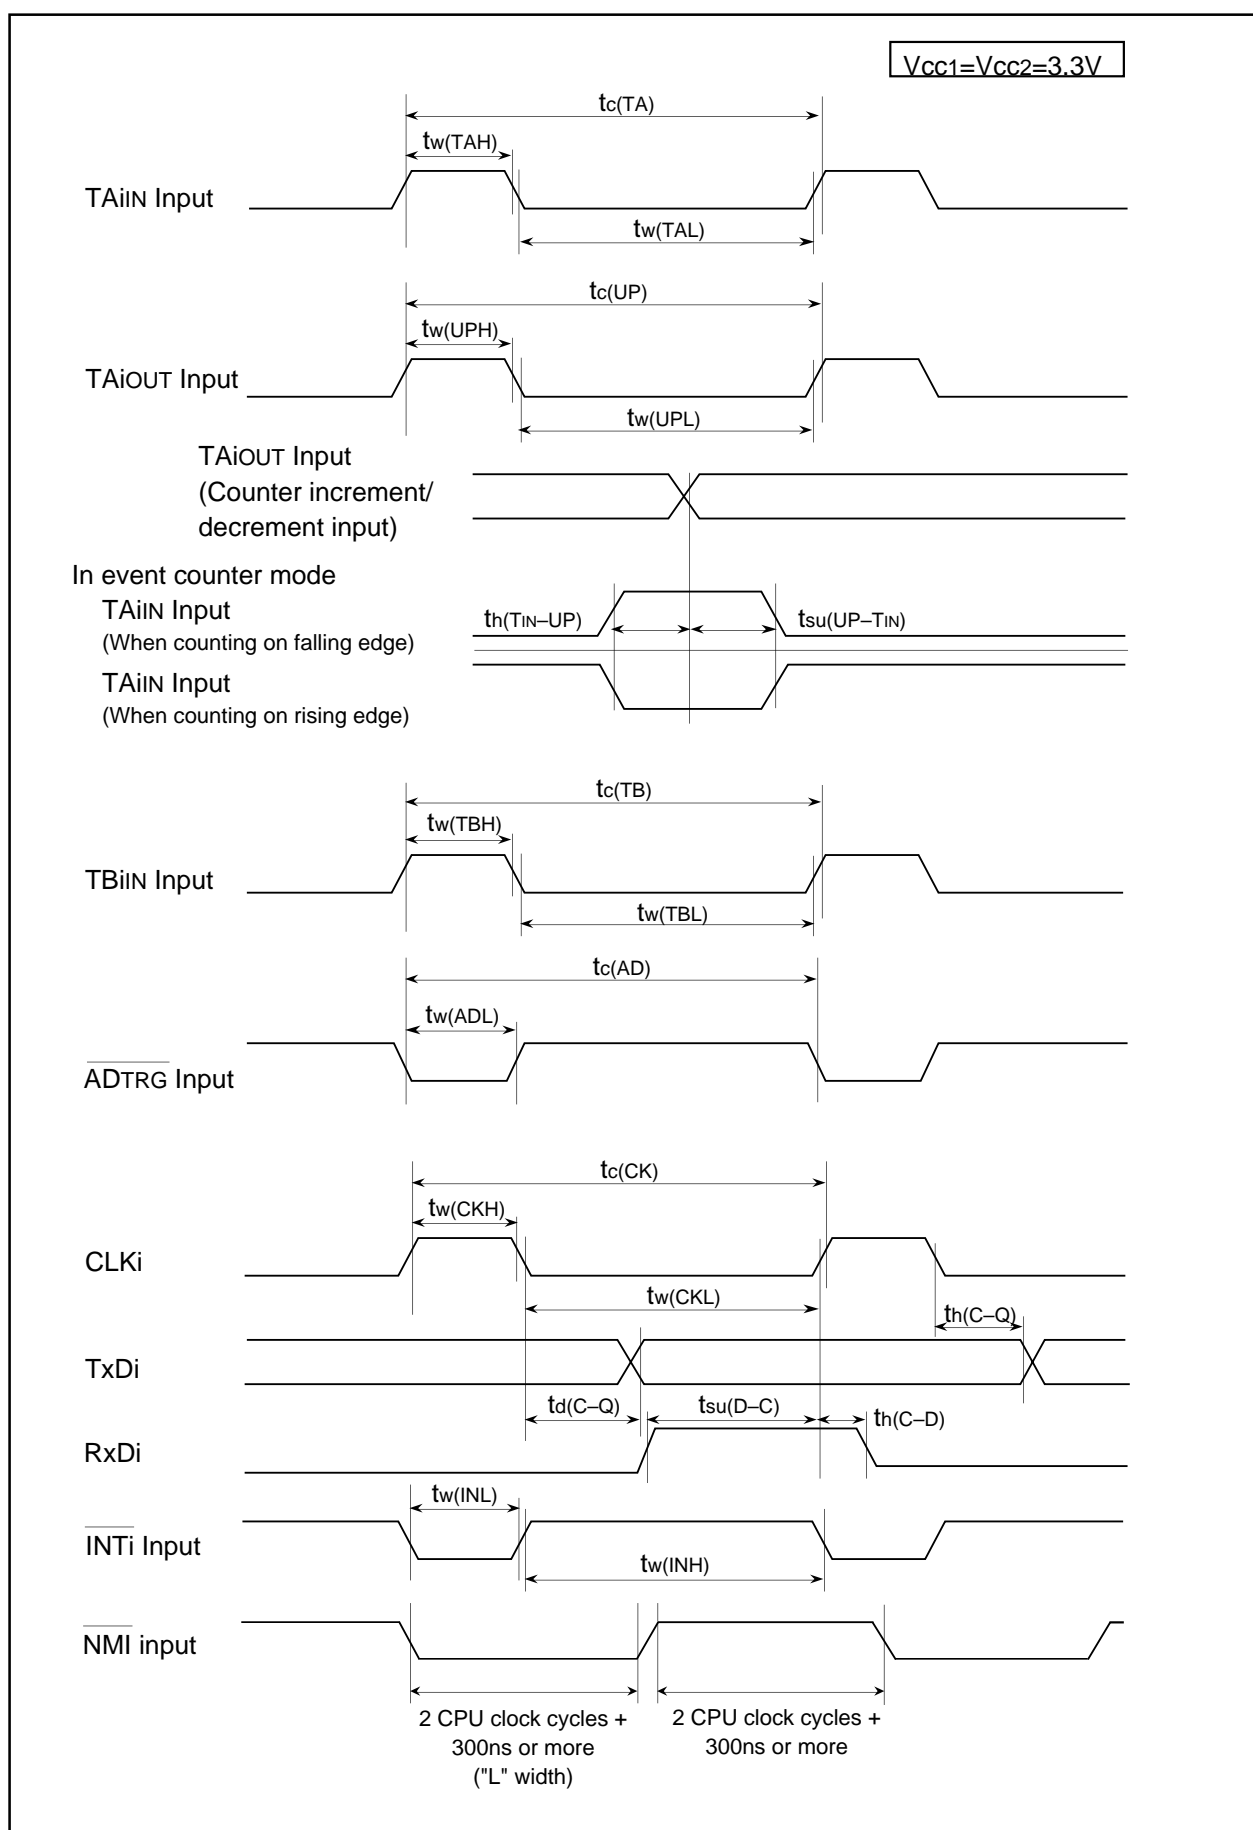 Vcc1=Vcc2=3.3V
tc(TA)
tw(TAH)
TAiIN Input
tw(TAL)
tc(UP)
tw(UPH)
TAiOUT Input
tw(UPL)
TAiOUT Input
(Counter increment/
decrement input)
In event counter mode
TAiIN Input
(When counting on falling edge)
th(TIN–UP)
tsu(UP–TIN)
TAiIN Input
(When counting on rising edge)
tc(TB)
tw(TBH)
TBiIN Input
tw(TBL)
tc(AD)
tw(ADL)
ADTRG Input
tc(CK)
tw(CKH)
CLKi
tw(CKL)
th(C–Q)
TxDi
td(C–Q)
tsu(D–C)
th(C–D)
RxDi
tw(INL)
INTi Input
tw(INH)
NMI input
2 CPU clock cycles +
300ns or more
("L" width)
2 CPU clock cycles +
300ns or more